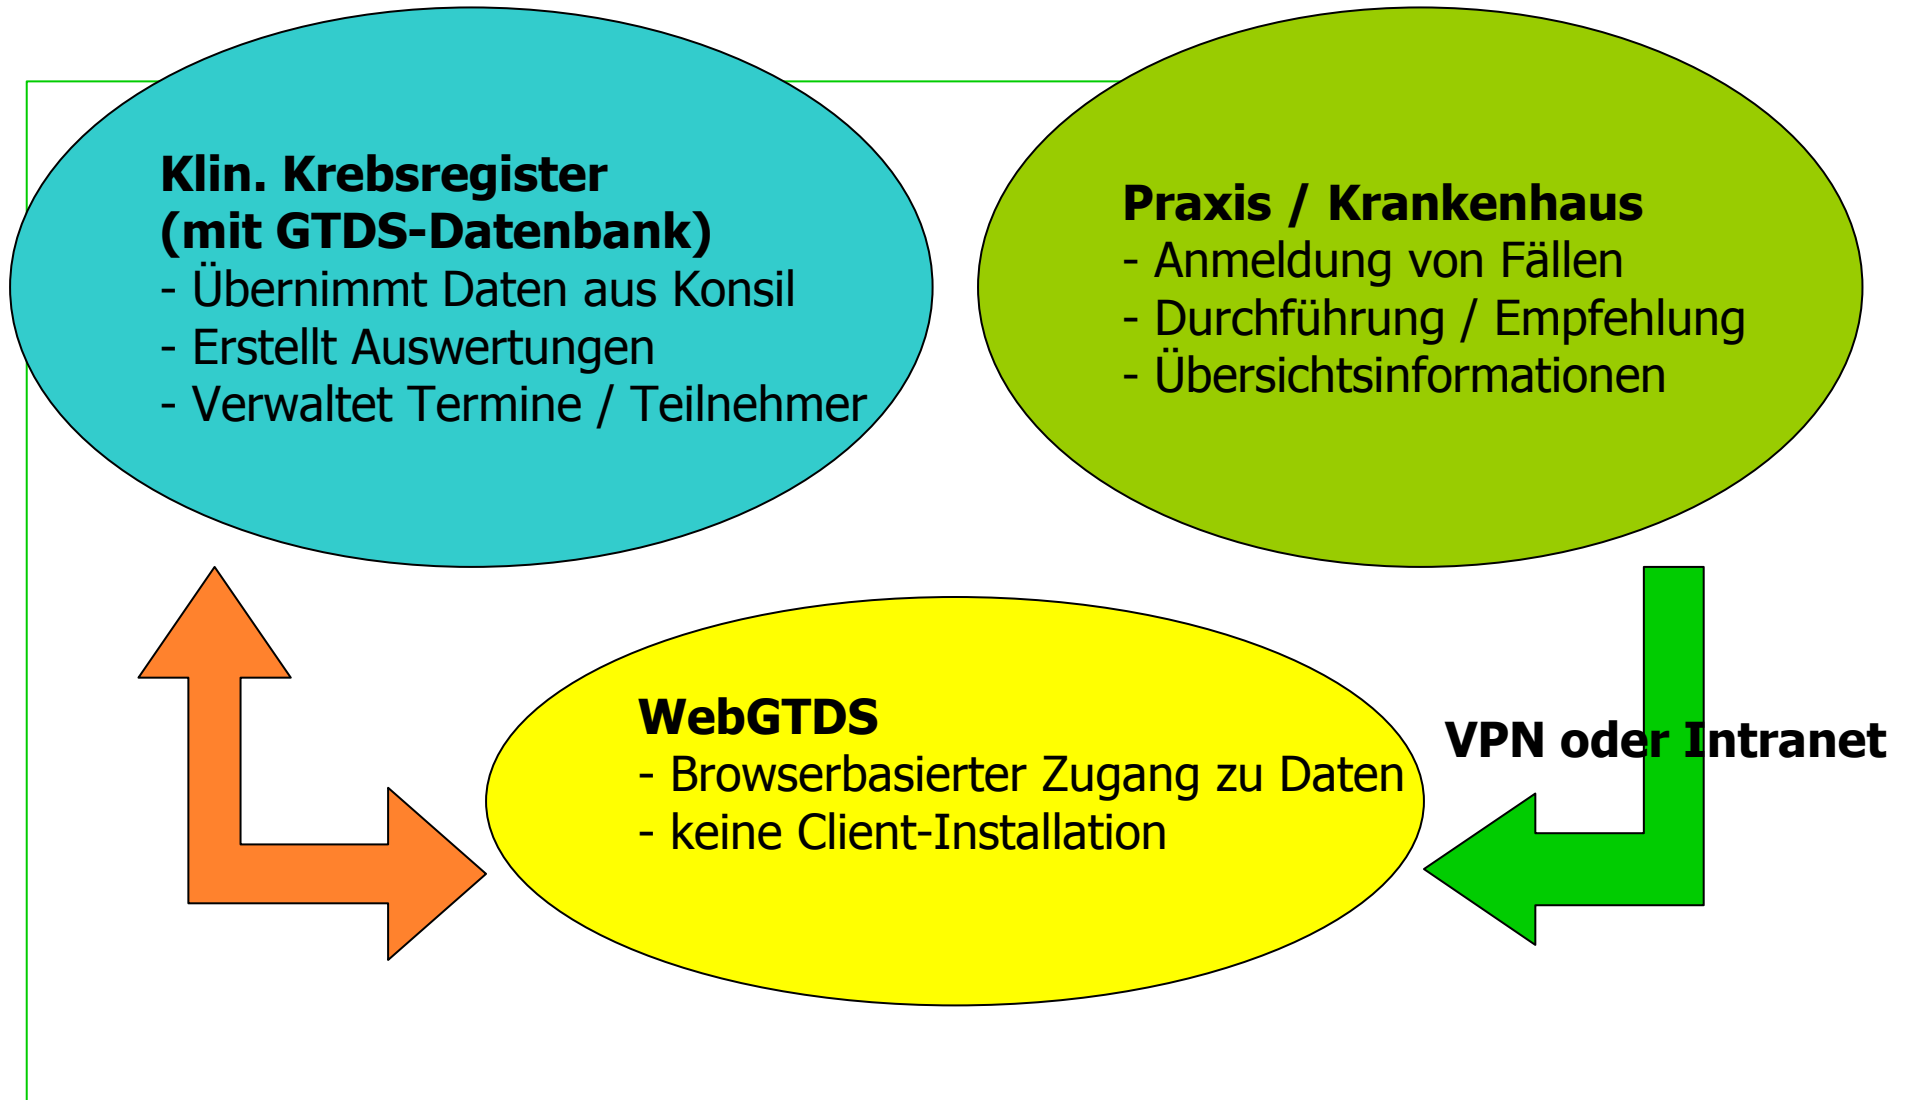 Klin. Krebsregister
(mit GTDS-Datenbank)
- Übernimmt Daten aus Konsil
- Erstellt Auswertungen
- Verwaltet Termine / Teilnehmer
Praxis / Krankenhaus
- Anmeldung von Fällen
- Durchführung / Empfehlung
- Übersichtsinformationen
WebGTDS
- Browserbasierter Zugang zu Daten
- keine Client-Installation
VPN oder Intranet